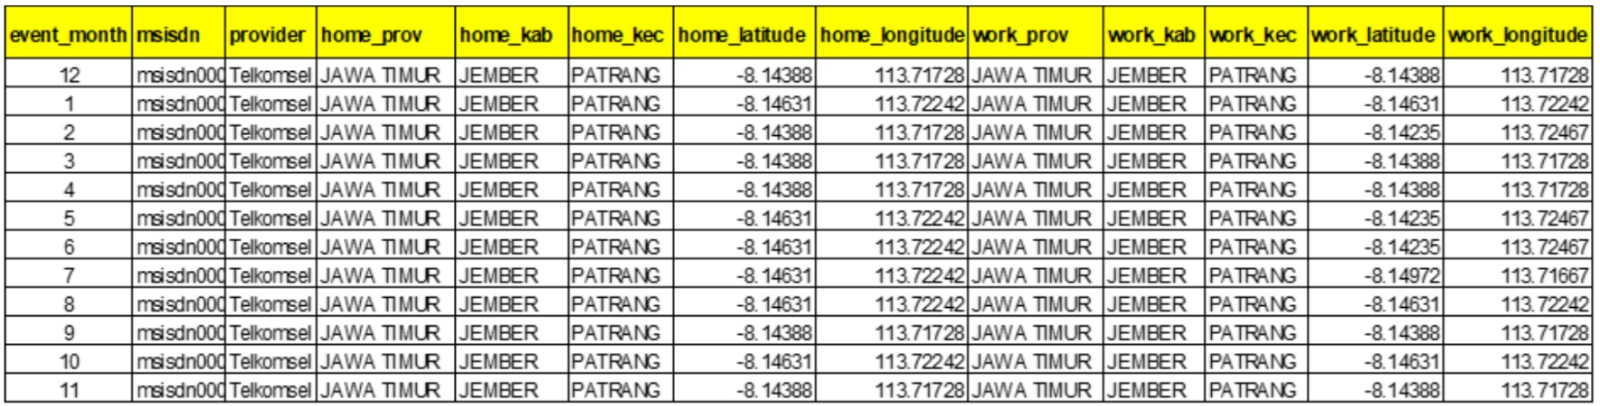 event_month msisdn provider home_prov home_kab home_kec home_latitude home_longitude work_prov work_kab work_kec work_latitude work_longitude
12 msisdn000 Telkomsel JAWA TIMUR JEMBER PATRANG -8.14388 113.71728 JAWA TIMUR JEMBER PATRANG -8.14388 113.71728
1 msisdn000 Telkomsel JAWA TIMUR JEMBER PATRANG -8.14631 113.72242 JAWA TIMUR JEMBER PATRANG -8.14631 113.72242
2 msisdn000 Telkomsel JAWA TIMUR JEMBER PATRANG -8.14388 113.71728 JAWA TIMUR JEMBER PATRANG -8.14235 113.72467
3 msisdn000 Telkomsel JAWA TIMUR JEMBER PATRANG -8.14388 113.71728 JAWA TIMUR JEMBER PATRANG -8.14388 113.71728
4 msisdn000 Telkomsel JAWA TIMUR JEMBER PATRANG -8.14388 113.71728 JAWA TIMUR JEMBER PATRANG -8.14388 113.71728
5 msisdn000 Telkomsel JAWA TIMUR JEMBER PATRANG -8.14631 113.72242 JAWA TIMUR JEMBER PATRANG -8.14235 113.72467
6 msisdn000 Telkomsel JAWA TIMUR JEMBER PATRANG -8.14631 113.72242 JAWA TIMUR JEMBER PATRANG -8.14235 113.72467
7 msisdn000 Telkomsel JAWA TIMUR JEMBER PATRANG -8.14631 113.72242 JAWA TIMUR JEMBER PATRANG -8.14972 113.71667
8 msisdn000 Telkomsel JAWA TIMUR JEMBER PATRANG -8.14631 113.72242 JAWA TIMUR JEMBER PATRANG -8.14631 113.72242
9 msisdn000 Telkomsel JAWA TIMUR JEMBER PATRANG -8.14388 113.71728 JAWA TIMUR JEMBER PATRANG -8.14388 113.71728
10 msisdn000 Telkomsel JAWA TIMUR JEMBER PATRANG -8.14631 113.72242 JAWA TIMUR JEMBER PATRANG -8.14631 113.72242
11 msisdn000 Telkomsel JAWA TIMUR JEMBER PATRANG -8.14388 113.71728 JAWA TIMUR JEMBER PATRANG -8.14388 113.71728